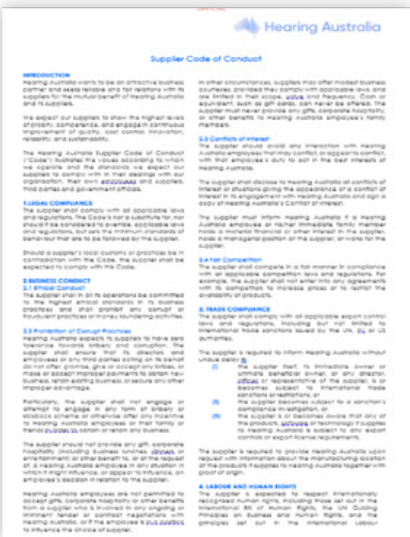 OFFICIAL
Hearing Australia
Supplier Code of Conduct
INTRODUCTION
Hearing Australia wants to be an attractive business
partner and seeks reliable and fair relations with its
suppliers for the mutual benefit of Hearing Australia
and its suppliers.
We expect our suppliers to show the highest levels
of probity, competence, and engage in continuous
improvement of quality, cost control, innovation,
reliability, and sustainability.
The Hearing Australia Supplier Code of Conduct
("Code") illustrates the values according to which
we operate and the standards we expect our
suppliers to comply with in their dealings with our
organisation, their own employees and suppliers,
third parties and government officials.
1.LEGAL COMPLIANCE
The supplier shall comply with all applicable laws
and regulations. The Code is not a substitute for, nor
should it be considered to override, applicable laws
and regulations, but sets the minimum standards of
behaviour that are to be followed by the supplier.
Should a supplier's local customs or practices be in
contradiction with the Code, the supplier shall be
expected to comply with this Code.
2.BUSINESS CONDUCT
2.1 Ethical Conduct
The supplier shall in all its operations be committed
to the highest ethical standards in its business
practices and shall prohibit any corrupt or
fraudulent practices or money laundering activities.
2.2 Prohibition of Corrupt Practices
Hearing Australia expects its suppliers to have zero
tolerance towards bribery and corruption. The
supplier shall ensure that its directors and
employees or any third parties acting on its behalf
do not offer, promise, give or accept any bribes, or
make or accept improper payments to obtain new
business, retain existing business, or secure any other
improper advantage.
Particularly, the supplier shall not engage or
attempt to engage in any form of bribery or
kickback scheme or otherwise offer any incentive
to Hearing Australia employees or their family or
friends to obtain or retain any business.
The supplier should not provide any gift, corporate
hospitality (including business lunches, dinners or
entertainment) or other benefit to, or at the request
of, a Hearing Australia employee in any situation in
which it might influence, or appear to influence, an
employee's decision in relation to the supplier.
Hearing Australia employees are not permitted to
accept gifts, corporate hospitality or other benefits
from a supplier who is involved in any ongoing or
imminent tender or contract negotiations with
Hearing Australia, or if the employee is in a position
to influence the choice of supplier.
In other circumstances, suppliers may offer modest business
courtesies, provided they comply with applicable laws, and
are limited in their scope, value and frequency. Cash or
equivalent, such as gift cards, can never be offered. The
supplier must never provide any gifts, corporate hospitality,
or other benefits to Hearing Australia employee's family
members.
2.3 Conflicts of Interest
The supplier should avoid any interaction with Hearing
Australia employees that may conflict, or appear to conflict,
with that employee's duty to act in the best interests of
Hearing Australia.
The supplier shall disclose to Hearing Australia all conflicts of
interest or situations giving the appearance of a conflict of
interest in its engagement with Hearing Australia and sign a
copy of Hearing Australia's Conflict of Interest.
The supplier must inform Hearing Australia if a Hearing
Australia employee or his/her immediate family member
holds a material financial or other interest in the supplier,
holds a managerial position at the supplier, or works for the
supplier.
2.4 Fair Competition
The supplier shall compete in a fair manner in compliance
with all applicable competition laws and regulations. For
example, the supplier shall not enter into any agreements
with its competitors to increase prices or to restrict the
availability of products.
3. TRADE COMPLIANCE
The supplier shall comply with all applicable export control
laws and regulations, including but not limited to
international trade sanctions issued by the UN, EU or US
authorities.
The supplier is required to inform Hearing Australia without
undue delay if:
(i) the supplier itself, its immediate owner or
ultimate beneficial owner, or any director,
officer or representative of the supplier, is or
becomes subject to international trade
sanctions or restrictions, or
(ii) the supplier becomes subject to a sanction's
compliance investigation, or
(iii) the supplier is or becomes aware that any of
the products, software or technology it supplies
to Hearing Australia is subject to any export
controls or export license requirements.
The supplier is required to provide Hearing Australia upon
request with information about the manufacturing location
of the products it supplies to Hearing Australia together with
proof of origin.
4. LABOUR AND HUMAN RIGHTS
The supplier is expected to respect internationally
recognised human rights, including those set out in the
International Bill of Human Rights, the UN Guiding
Principles on Business and Human Rights, and the
principles set out in the International Labour